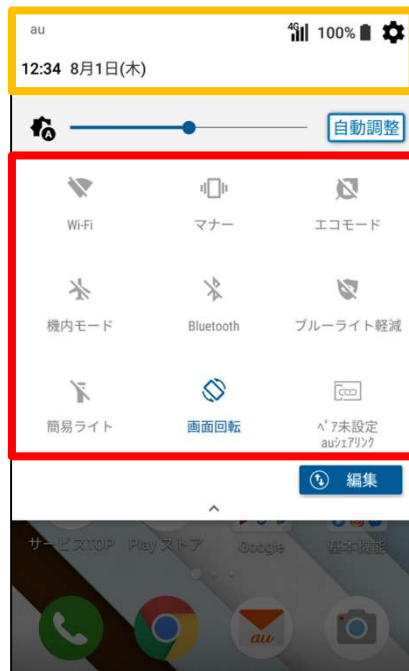 au
4G 100%
12:34 8月1日(木)
A 自動調整
Wi-Fi マナー エコモード
機内モード Bluetooth ブルーライト軽減
簡易ライト 画面回転 ペア未設定
auシェアリンク
編集
サービスTOP Play ストア Google 基本機能
au